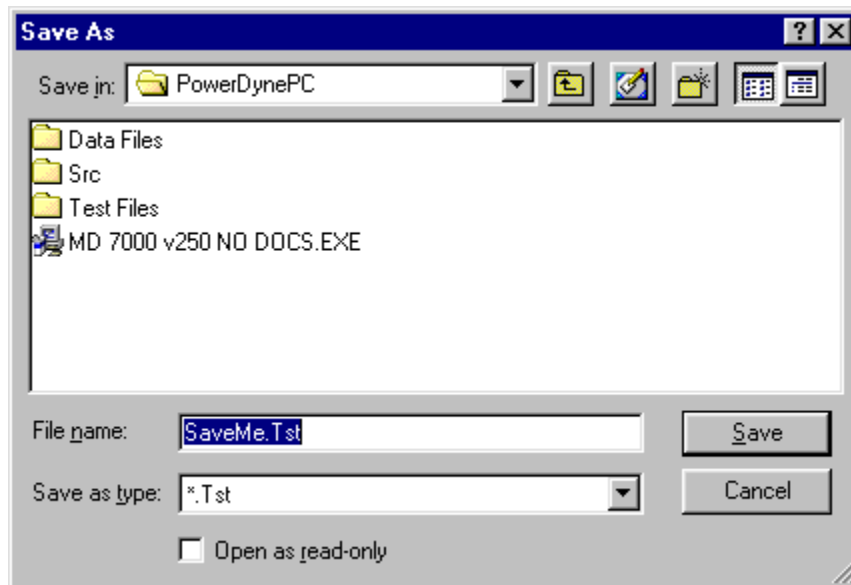 Save As
Save in: PowerDynePC
Data Files
Src
Test Files
MD 7000 v250 NO DOCS.EXE
File name: SaveMe.Tst Save
Save as type: *.Tst Cancel
Open as read-only